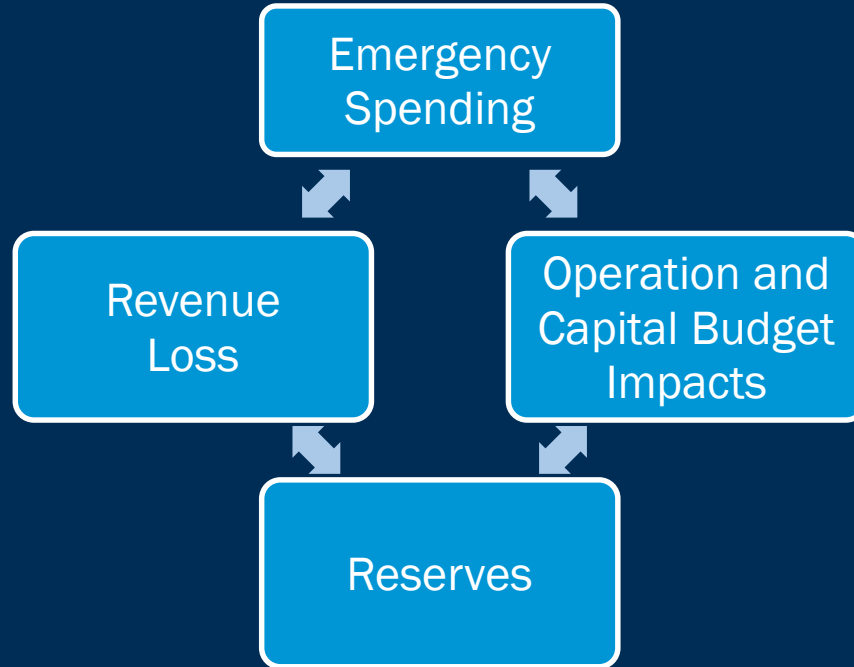 Emergency
Spending
Revenue
Loss
Operation and
Capital Budget
Impacts
Reserves